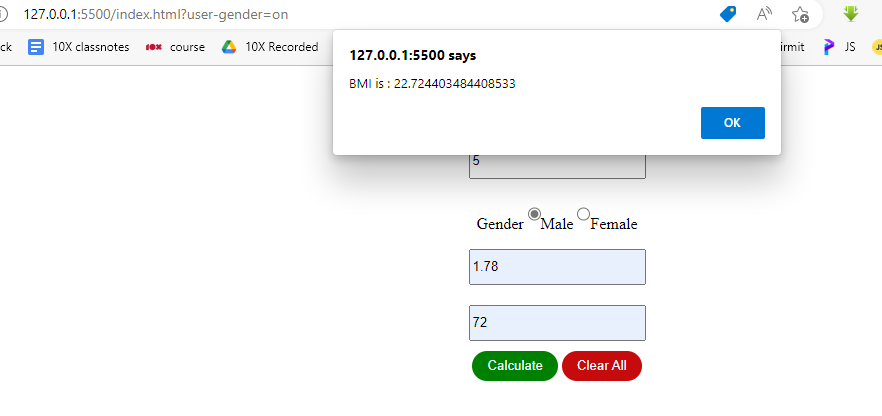 127.0.0.1:5500/index.html?user-gender=on
ck 10X classnotes 10X course 10X Recorded irmit JS JS
127.0.0.1:5500 says
BMI is : 22.724403484408533
OK
5
Gender Male Female
1.78
72
Calculate Clear All